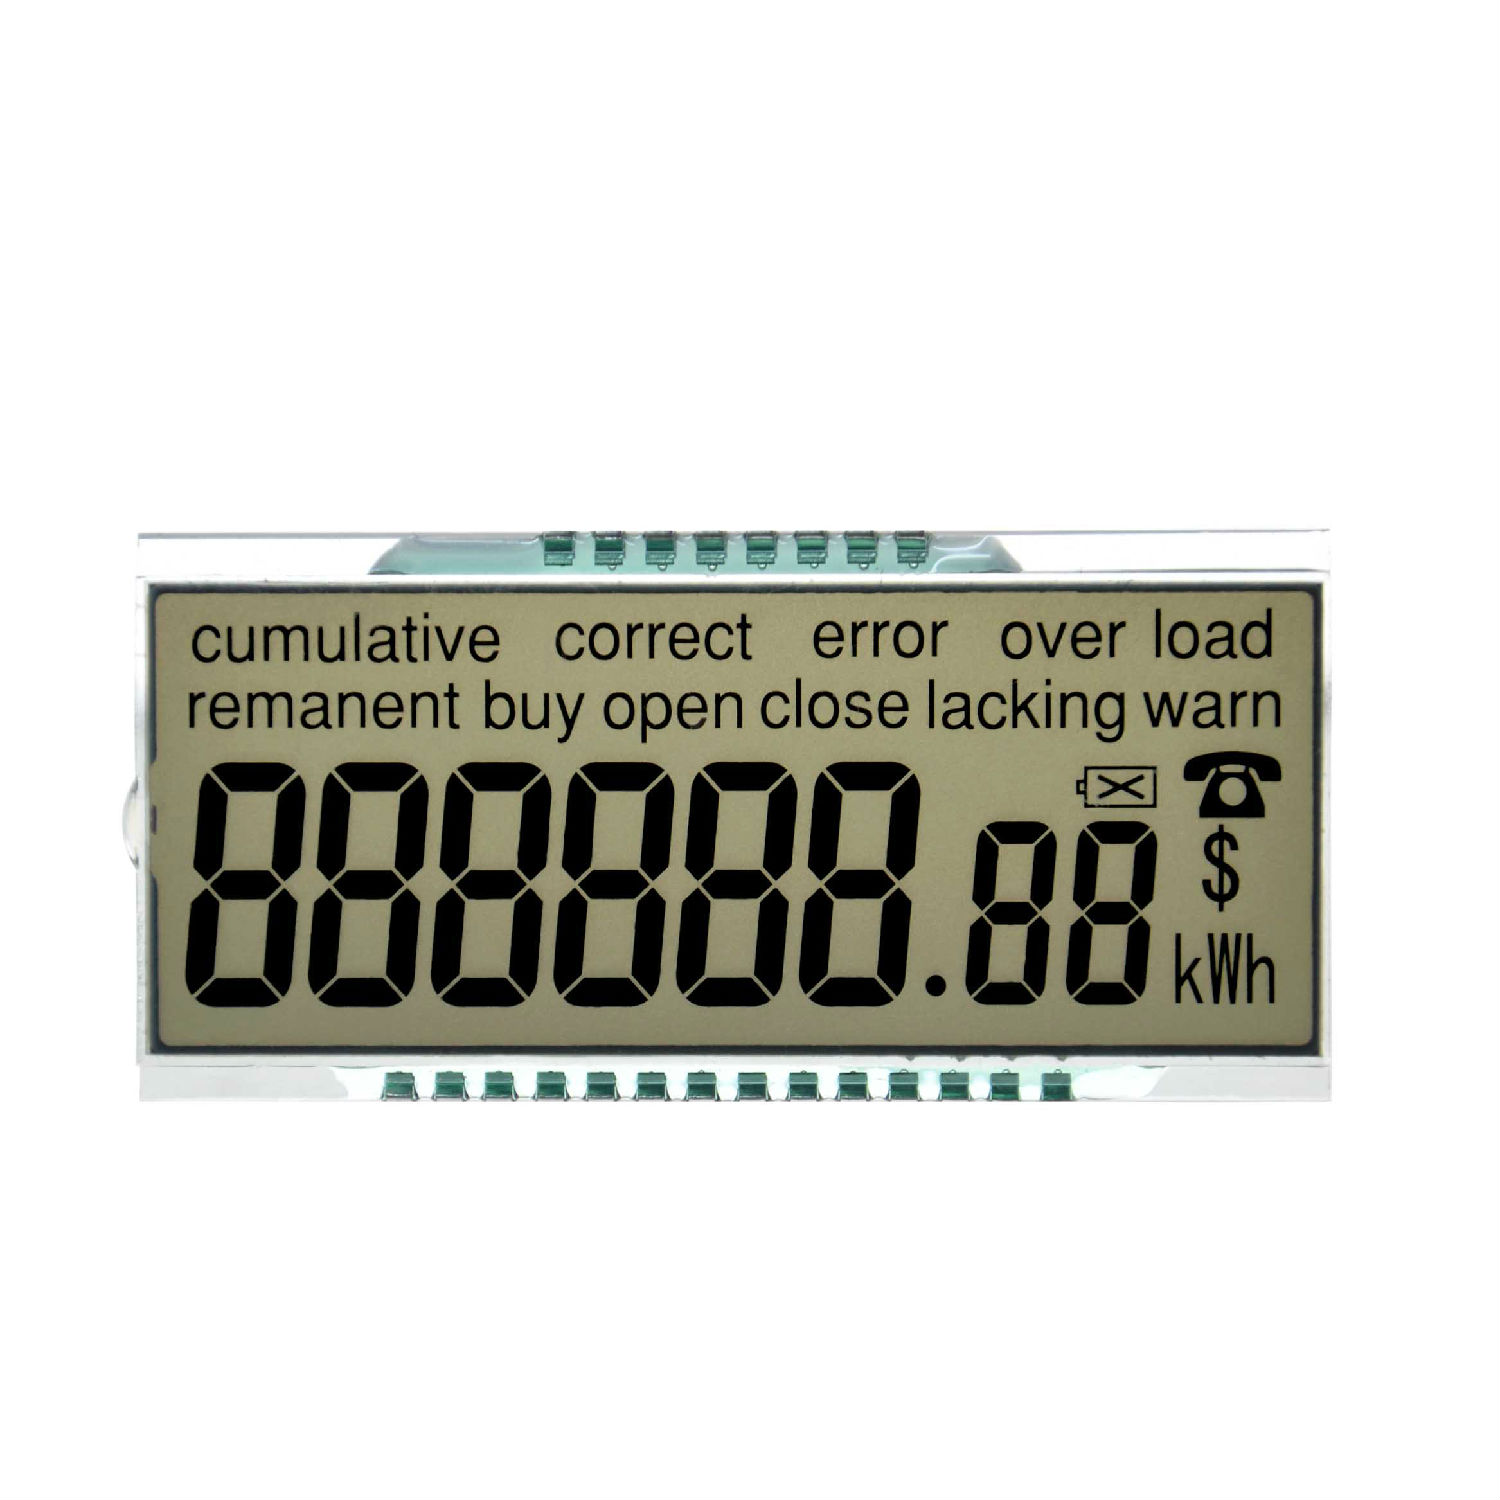 cumulative correct error over load
remanent buy open close lacking warn
888888.88
$
kWh